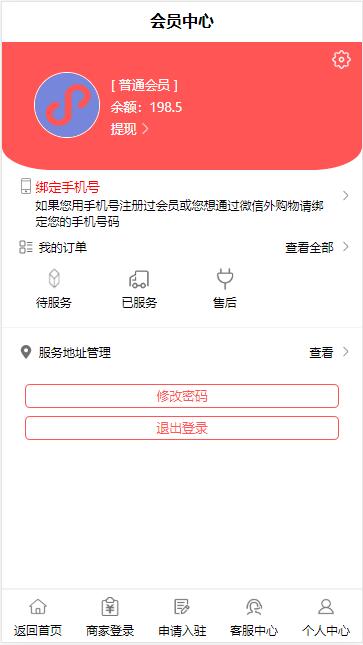 会员中心
[ 普通会员 ]
余额：198.5
提现
绑定手机号
如果您用手机号注册过会员或您想通过微信外购物请绑
定您的手机号码
我的订单 查看全部
待服务 已服务 售后
服务地址管理 查看
修改密码
退出登录
返回首页 商家登录 申请入驻 客服中心 个人中心